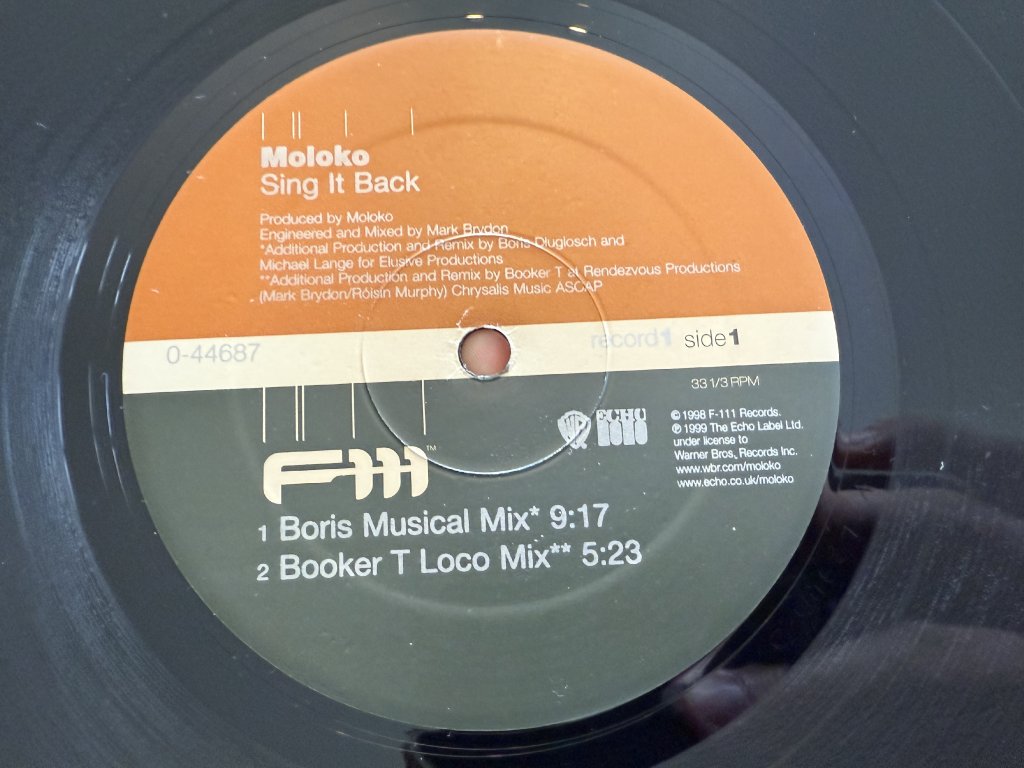 Moloko
Sing It Back
Produced by Moloko
Engineered and Mixed by Mark Brydon
*Additional Production and Remix by Boris Dluglosch and
Michael Lange for Elusive Productions
**Additional Production and Remix by Booker T at Rendezvous Productions
(Mark Brydon/Róisín Murphy) Chrysalis Music ASCAP
0-44687
record1 side1
33 1/3 RPM
WB ECHO
©1998 F-111 Records.
℗1999 The Echo Label Ltd.
under license to
Warner Bros, Records Inc.
www.wbr.com/moloko
www.echo.co.uk/moloko
F-111™
1 Boris Musical Mix* 9:17
2 Booker T Loco Mix** 5:23